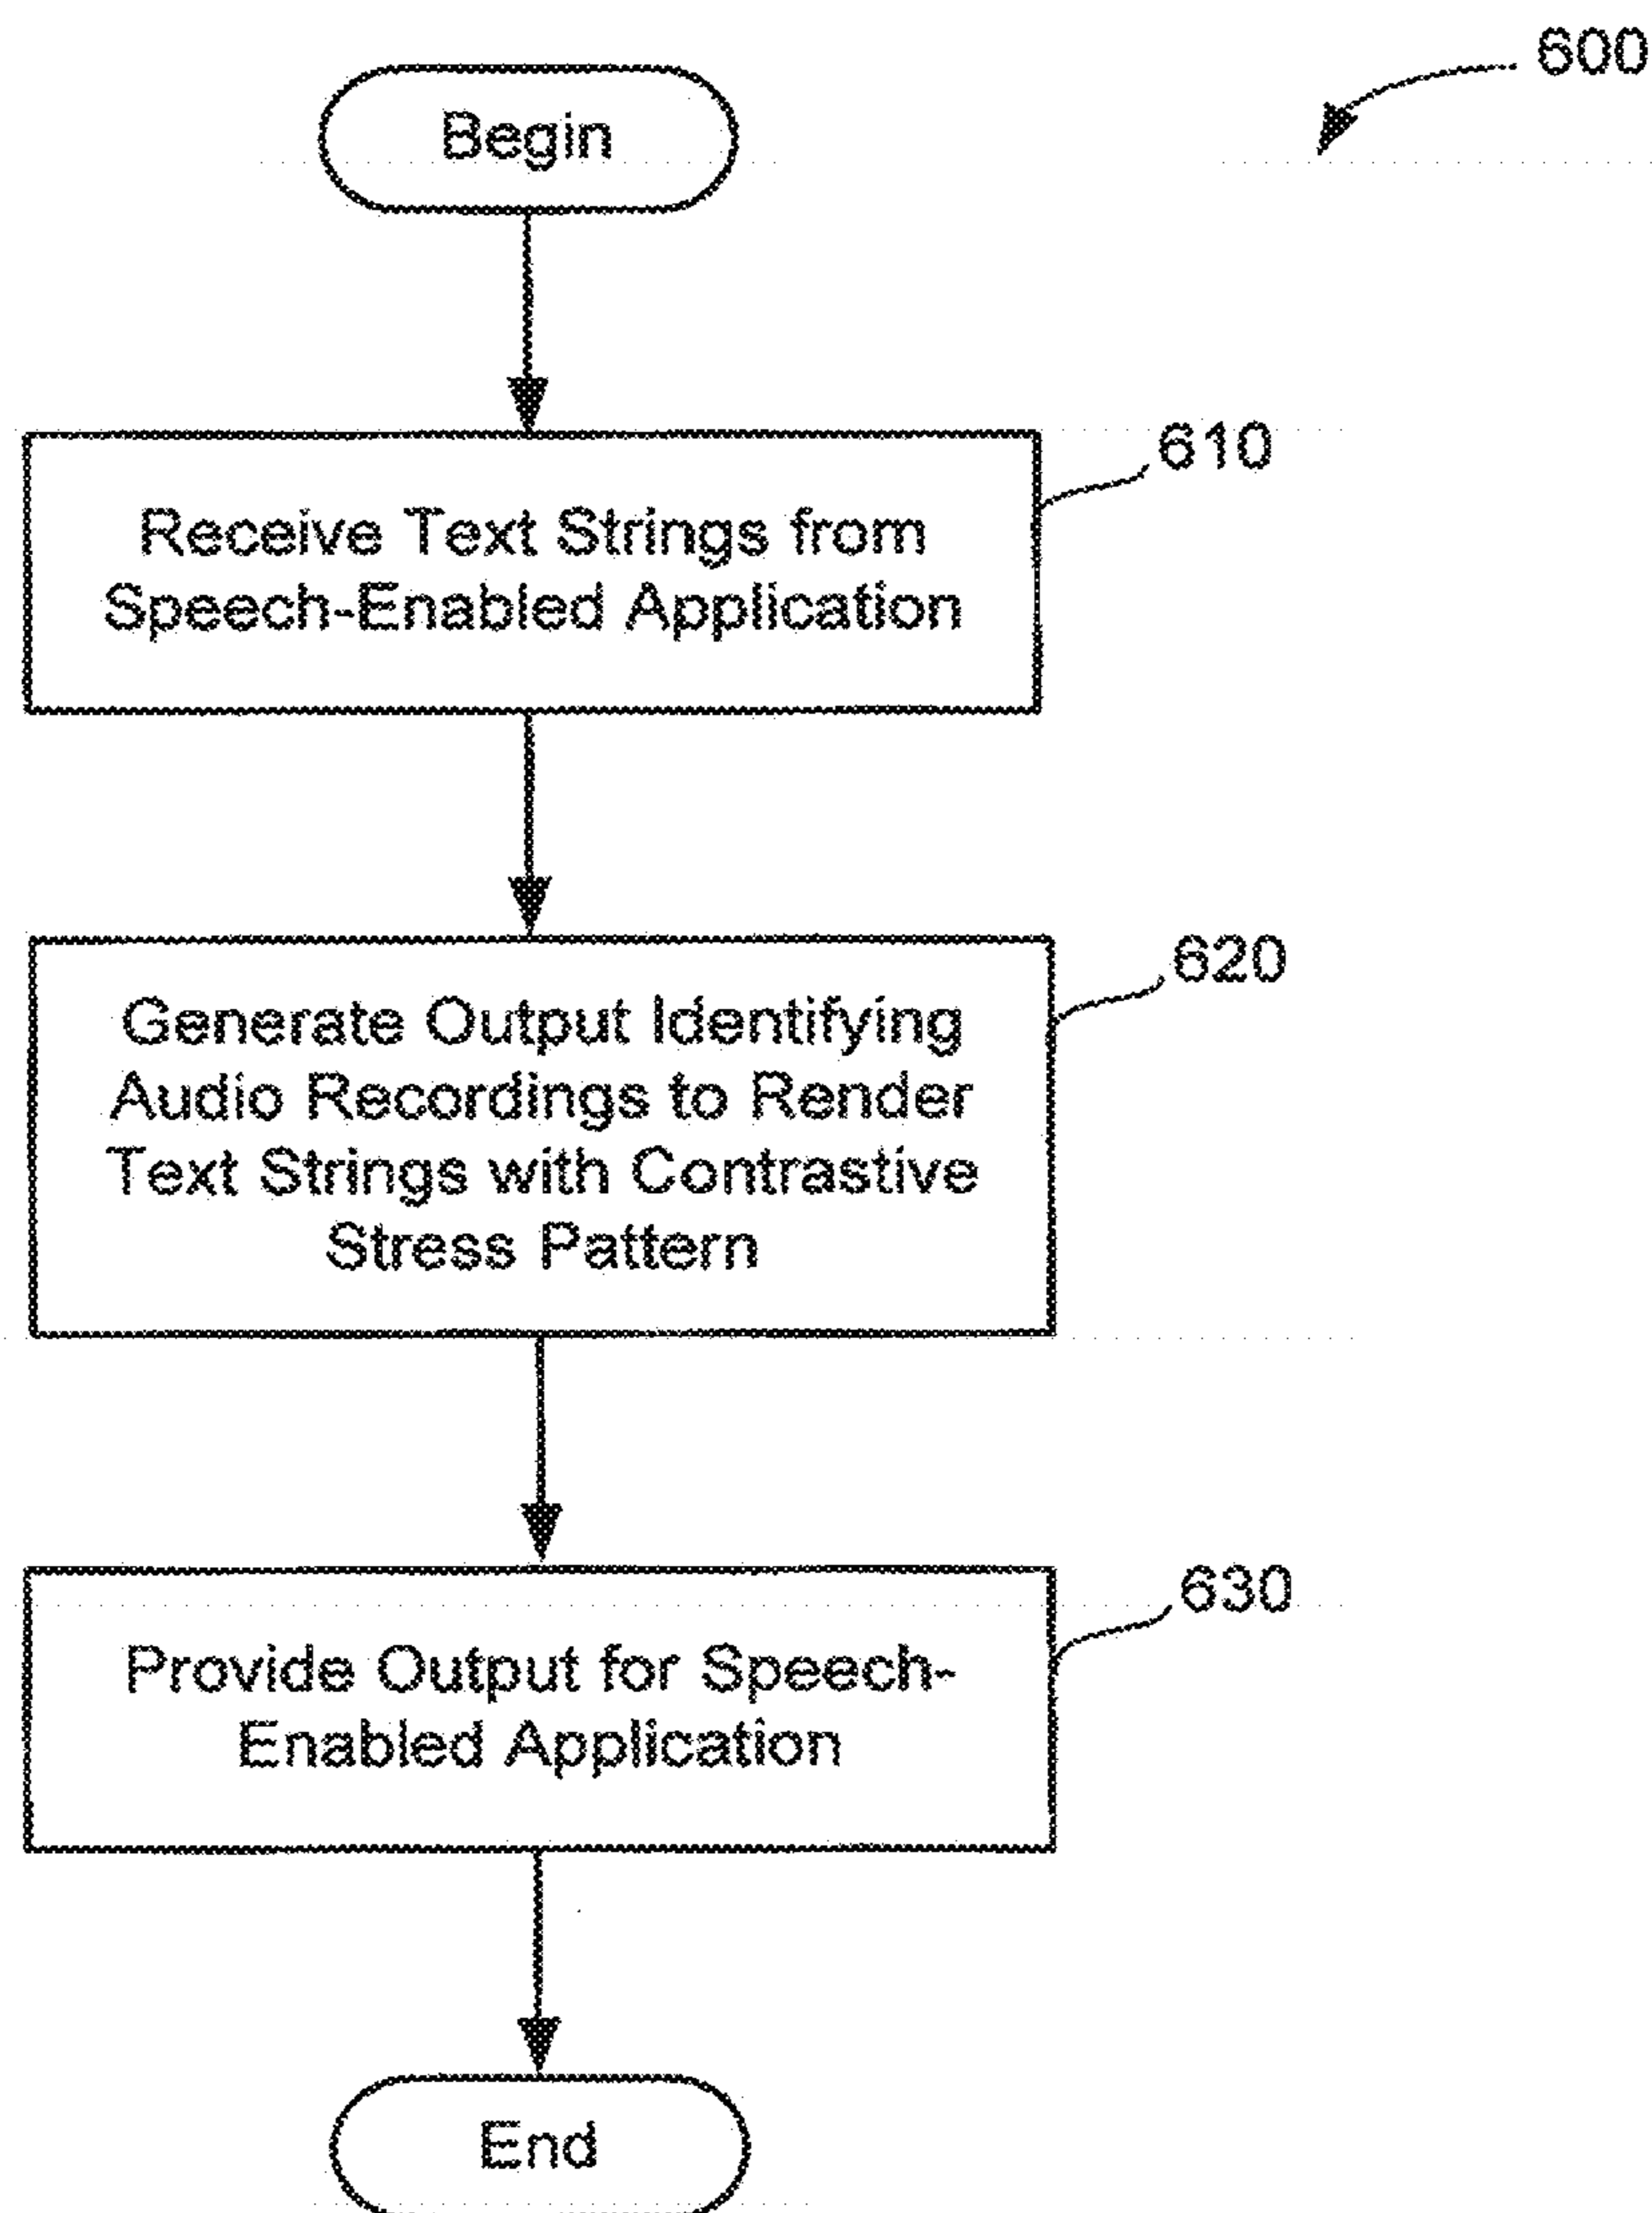 600
Begin
610
Receive Text Strings from
Speech-Enabled Application
620
Generate Output Identifying
Audio Recordings to Render
Text Strings with Contrastive
Stress Pattern
630
Provide Output for Speech-
Enabled Application
End